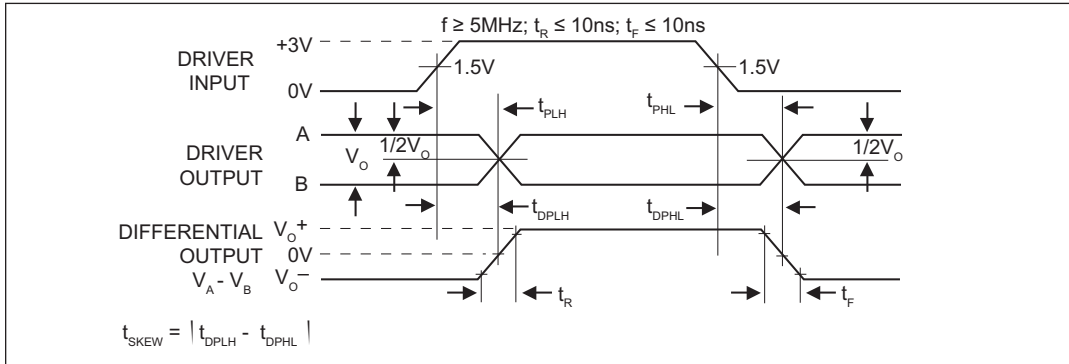 f ≥ 5MHz; tR ≤ 10ns; tF ≤ 10ns
+3V
DRIVER
INPUT
1.5V
1.5V
0V
tPLH
tPHL
A
DRIVER
OUTPUT
VO
1/2VO
1/2VO
B
tDPLH
tDPHL
DIFFERENTIAL
OUTPUT
VA - VB
VO+
0V
VO−
tR
tF
tSKEW = | tDPLH - tDPHL |